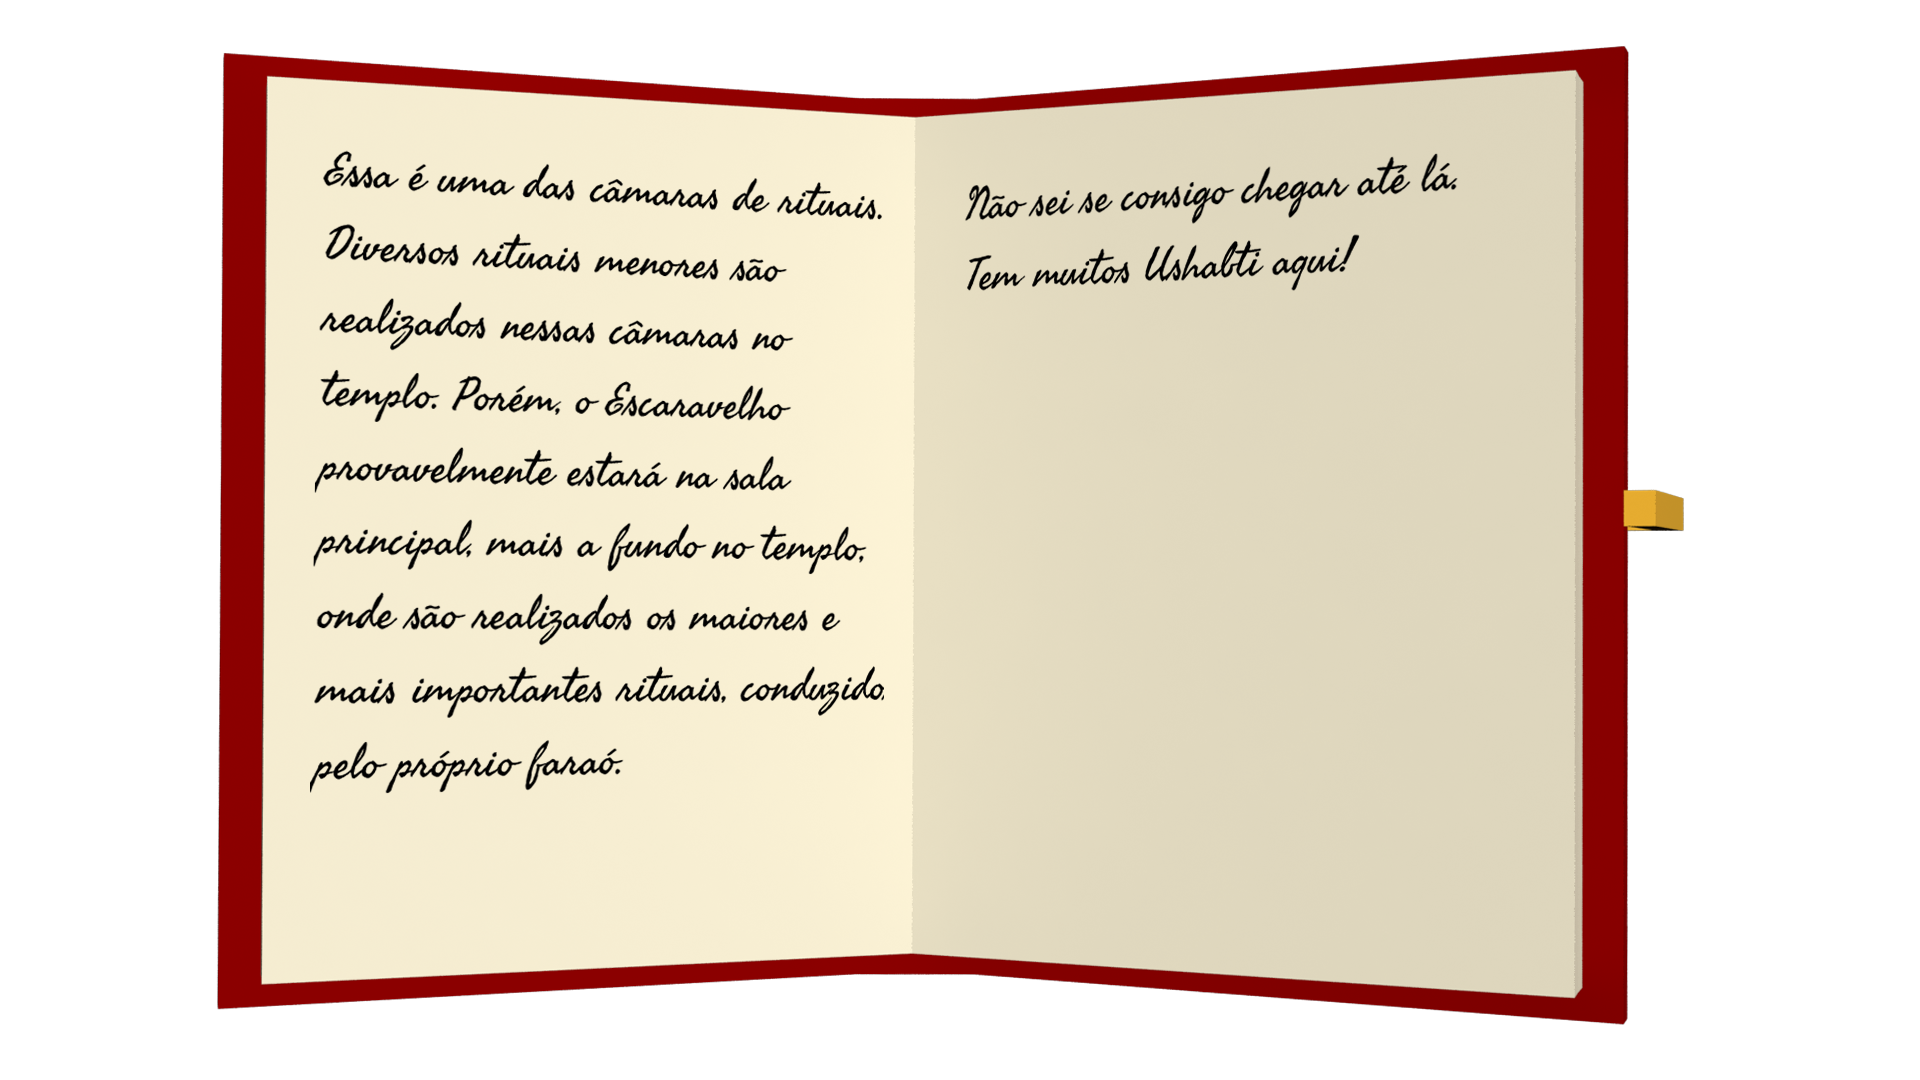 Essa é uma das câmaras de rituais.
Diversos rituais menores são
realizados nessas câmaras no
templo. Porém, o Escaravelho
provavelmente estará na sala
principal, mais a fundo no templo,
onde são realizados os maiores e
mais importantes rituais, conduzido
pelo próprio faraó.
Não sei se consigo chegar até lá.
Tem muitos Ushabti aqui!